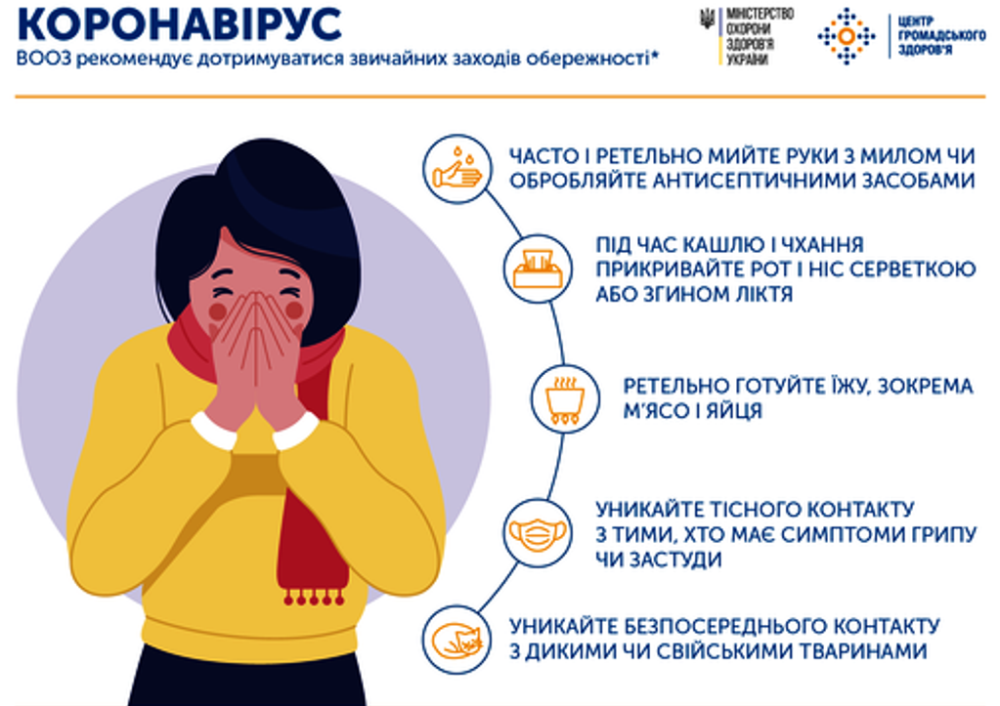 КОРОНАВІРУС
ВООЗ рекомендує дотримуватися звичайних заходів обережності*
МІНІСТЕРСТВО
ОХОРОНИ
ЗДОРОВ'Я
УКРАЇНИ
ЦЕНТР
ГРОМАДСЬКОГО
ЗДОРОВ'Я
ЧАСТО І РЕТЕЛЬНО МИЙТЕ РУКИ З МИЛОМ ЧИ
ОБРОБЛЯЙТЕ АНТИСЕПТИЧНИМИ ЗАСОБАМИ
ПІД ЧАС КАШЛЮ І ЧХАННЯ
ПРИКРИВАЙТЕ РОТ І НІС СЕРВЕТКОЮ
АБО ЗГИНОМ ЛІКТЯ
РЕТЕЛЬНО ГОТУЙТЕ ЇЖУ, ЗОКРЕМА
М'ЯСО І ЯЙЦЯ
УНИКАЙТЕ ТІСНОГО КОНТАКТУ
З ТИМИ, ХТО МАЄ СИМПТОМИ ГРИПУ
ЧИ ЗАСТУДИ
УНИКАЙТЕ БЕЗПОСЕРЕДНЬОГО КОНТАКТУ
З ДИКИМИ ЧИ СВІЙСЬКИМИ ТВАРИНАМИ